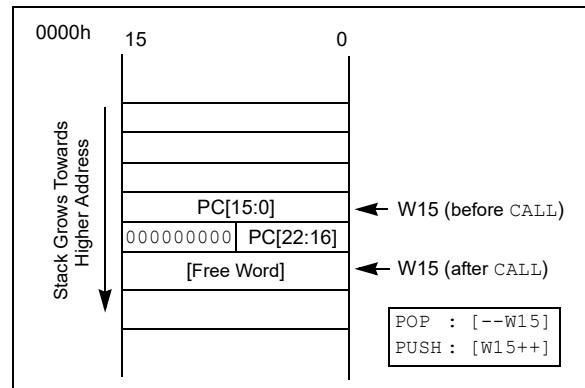 0000h
15 0
Stack Grows Towards
Higher Address
PC[15:0]
W15 (before CALL)
000000000 PC[22:16]
[Free Word]
W15 (after CALL)
POP : [--W15]
PUSH : [W15++]